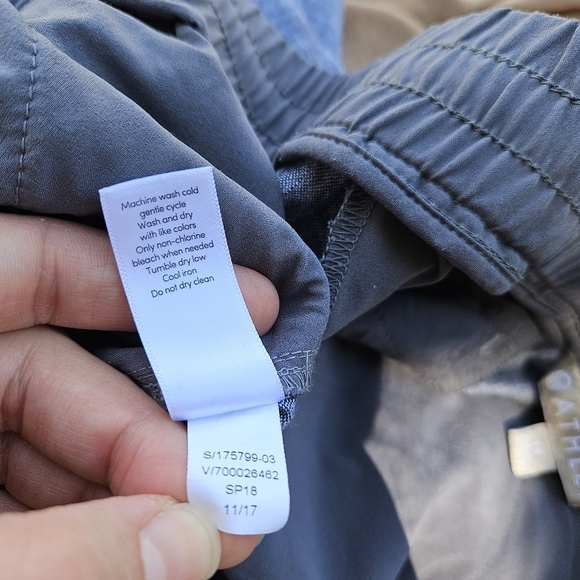 Machine wash cold
gentle cycle
Wash and dry
with like colors
Only non-chlorine
bleach when needed
Tumble dry low
Cool iron
Do not dry clean
S/175799-03
V/700026462
SP18
11/17